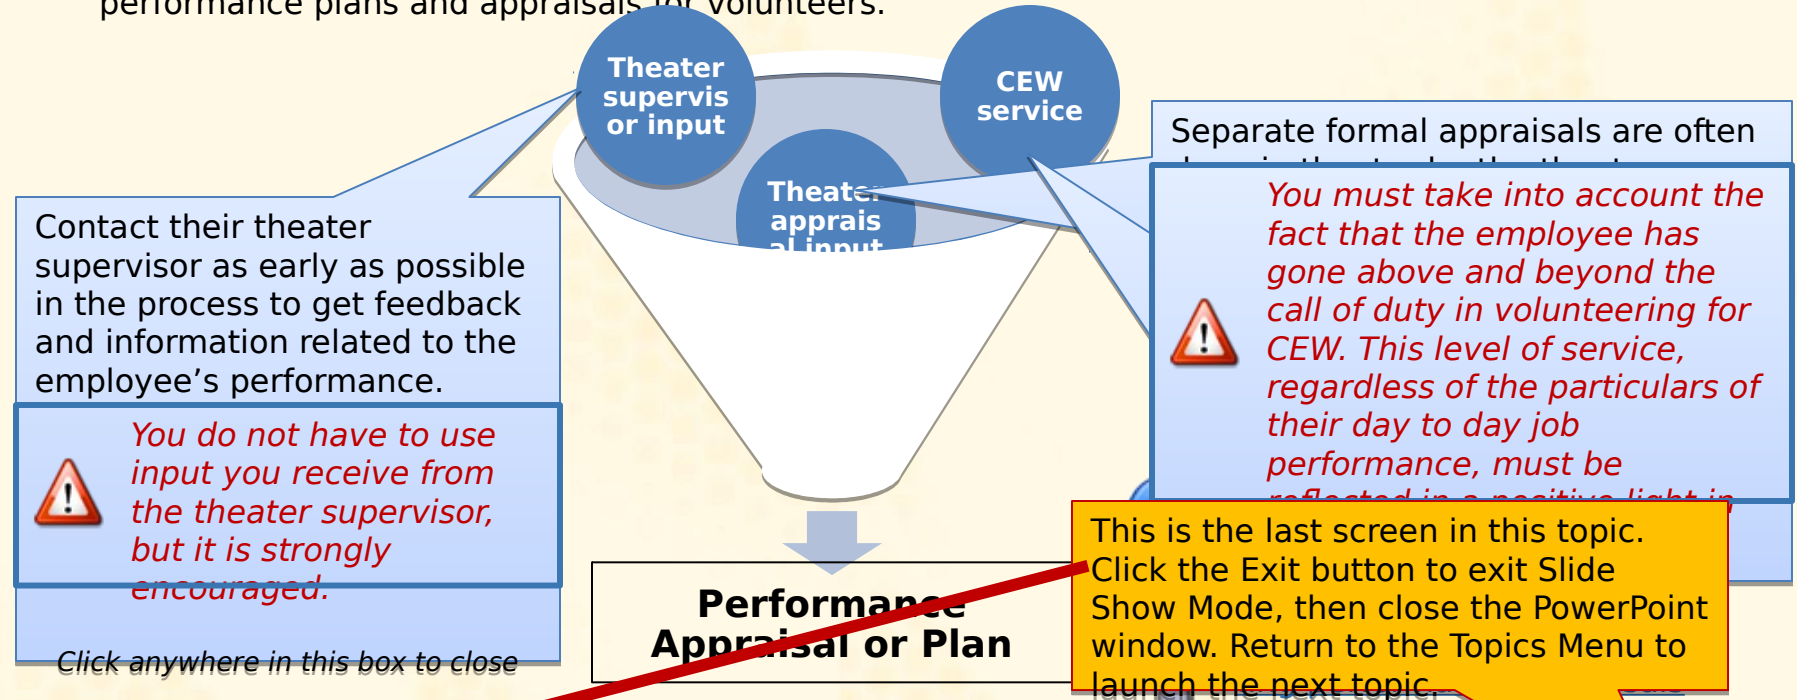 performance plans and appraisals for volunteers.
Theater
supervis
or input
CEW
service
Theater
apprais
al input
Contact their theater
supervisor as early as possible
in the process to get feedback
and information related to the
employee’s performance.
You do not have to use
input you receive from
the theater supervisor,
but it is strongly
encouraged.
Click anywhere in this box to close
Separate formal appraisals are often
You must take into account the
fact that the employee has
gone above and beyond the
call of duty in volunteering for
CEW. This level of service,
regardless of the particulars of
their day to day job
performance, must be
reflected in a positive light in
Performance
Appraisal or Plan
This is the last screen in this topic.
Click the Exit button to exit Slide
Show Mode, then close the PowerPoint
window. Return to the Topics Menu to
launch the next topic.